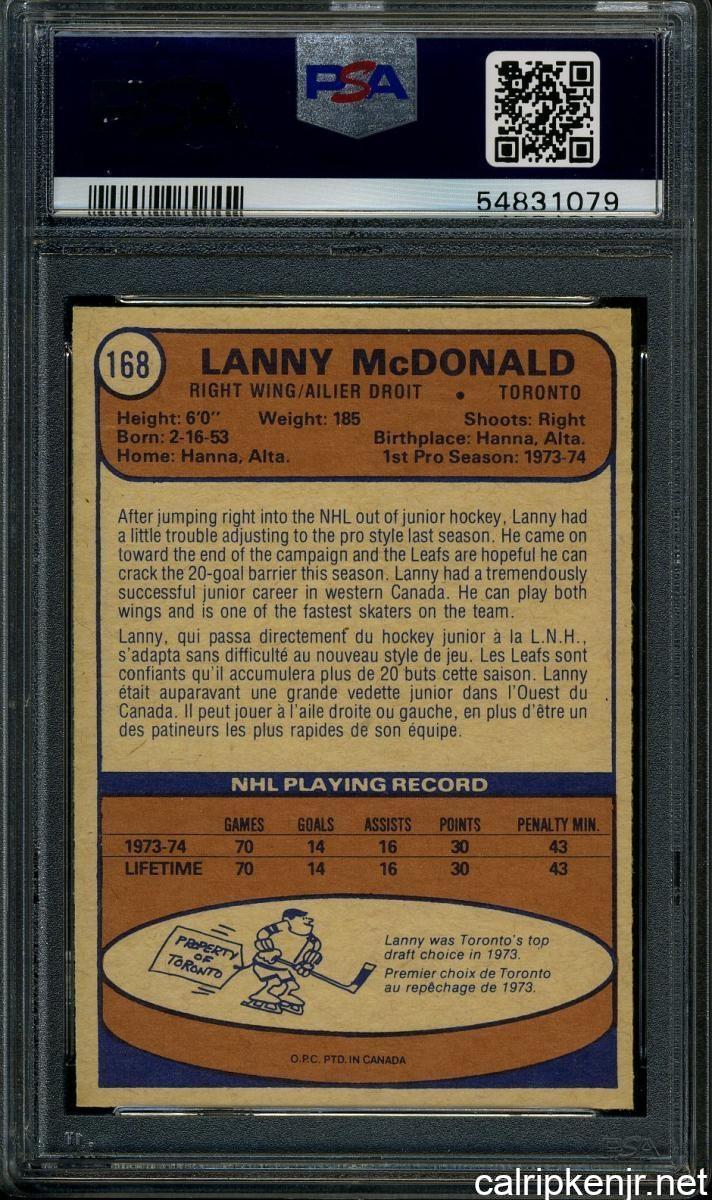 PSA
54831079
168
LANNY McDONALD
RIGHT WING/AILIER DROIT • TORONTO
Height: 6'0" Weight: 185 Shoots: Right
Born: 2-16-53 Birthplace: Hanna, Alta.
Home: Hanna, Alta. 1st Pro Season: 1973-74
After jumping right into the NHL out of junior hockey, Lanny had
a little trouble adjusting to the pro style last season. He came on
toward the end of the campaign and the Leafs are hopeful he can
crack the 20-goal barrier this season. Lanny had a tremendously
successful junior career in western Canada. He can play both
wings and is one of the fastest skaters on the team.
Lanny, qui passa directement du hockey junior à la L.N.H.,
s'adapta sans difficulté au nouveau style de jeu. Les Leafs sont
confiants qu'il accumulera plus de 20 buts cette saison. Lanny
était auparavant une grande vedette junior dans l'Ouest du
Canada. Il peut jouer à l'aile droite ou gauche, en plus d'être un
des patineurs les plus rapides de son équipe.
NHL PLAYING RECORD
GAMES GOALS ASSISTS POINTS PENALTY MIN.
1973-74 70 14 16 30 43
LIFETIME 70 14 16 30 43
PROPERTY
OF
TORONTO
Lanny was Toronto's top
draft choice in 1973.
Premier choix de Toronto
au repêchage de 1973.
O.P.C. PTD. IN CANADA
PSA
calripkenjr.net